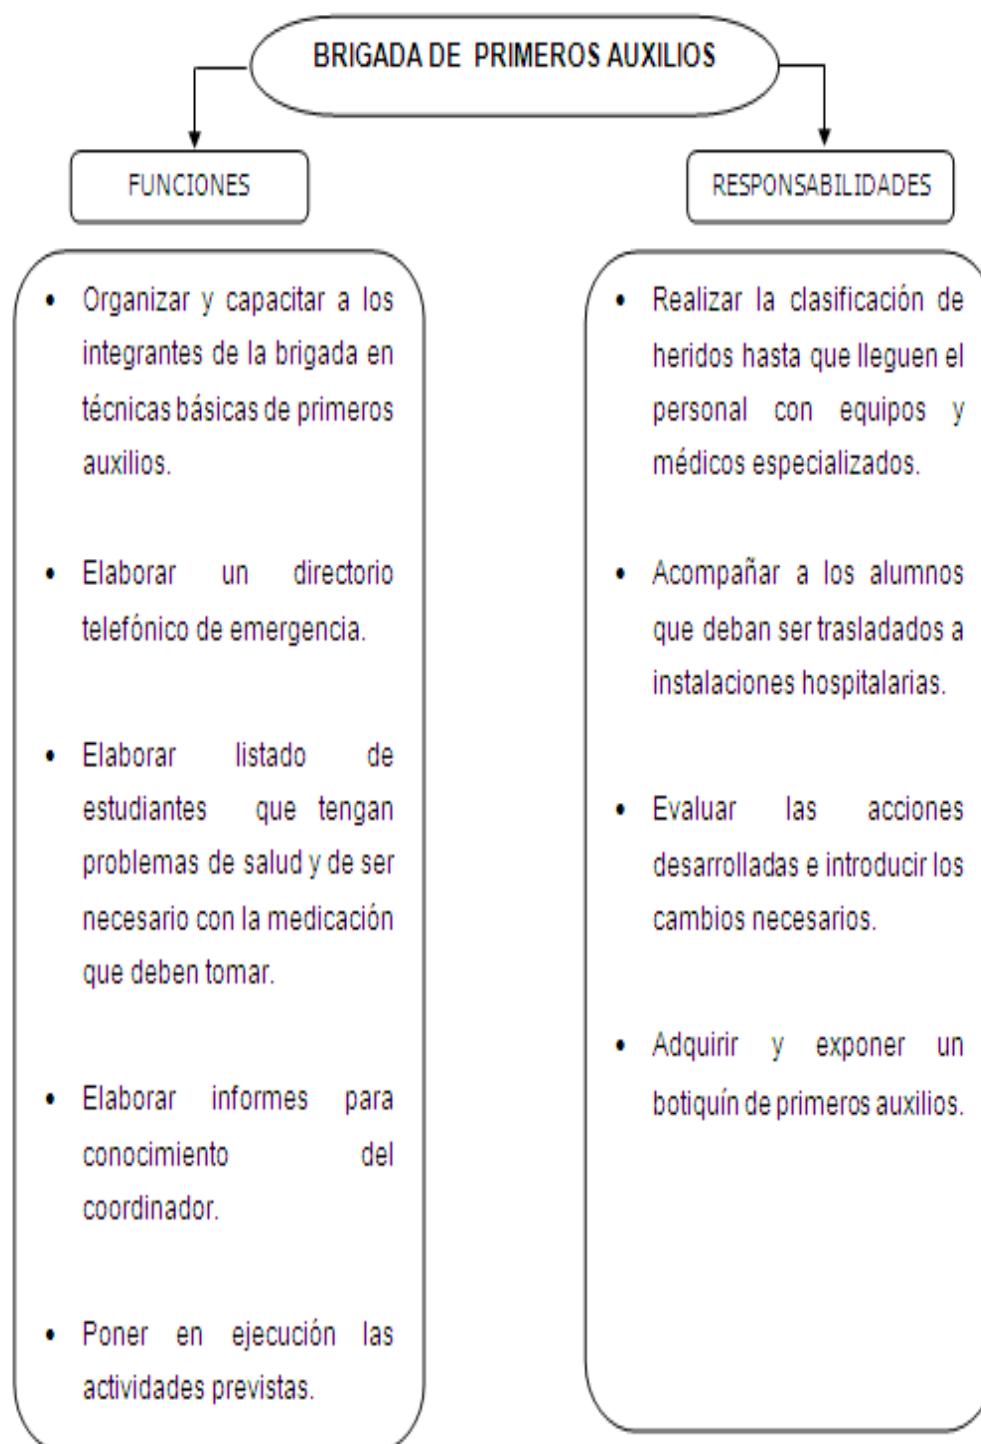 BRIGADA DE PRIMEROS AUXILIOS
FUNCIONES
• Organizar y capacitar a los
integrantes de la brigada en
técnicas básicas de primeros
auxilios.
• Elaborar un directorio
telefónico de emergencia.
• Elaborar listado de
estudiantes que tengan
problemas de salud y de ser
necesario con la medicación
que deben tomar.
• Elaborar informes para
conocimiento del
coordinador.
• Poner en ejecución las
actividades previstas.
RESPONSABILIDADES
• Realizar la clasificación de
heridos hasta que lleguen el
personal con equipos y
médicos especializados.
• Acompañar a los alumnos
que deban ser trasladados a
instalaciones hospitalarias.
• Evaluar las acciones
desarrolladas e introducir los
cambios necesarios.
• Adquirir y exponer un
botiquín de primeros auxilios.